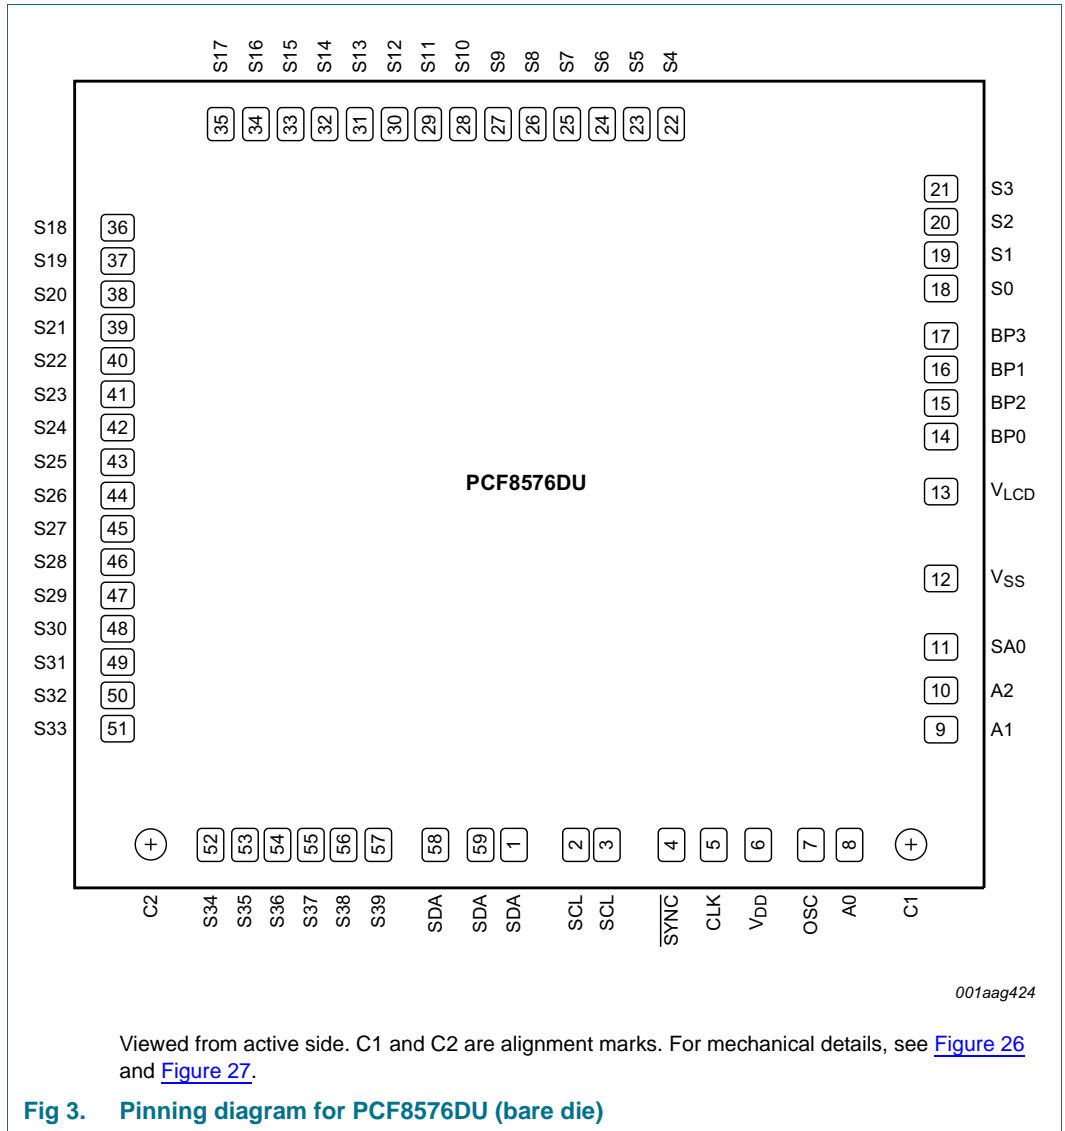 S17 S16 S15 S14 S13 S12 S11 S10 S9 S8 S7 S6 S5 S4
35 34 33 32 31 30 29 28 27 26 25 24 23 22
21 S3
S18 36 20 S2
S19 37 19 S1
S20 38 18 S0
S21 39 17 BP3
S22 40 16 BP1
S23 41 15 BP2
S24 42 14 BP0
S25 43
PCF8576DU
S26 44 13 VLCD
S27 45
S28 46 12 VSS
S29 47
S30 48 11 SA0
S31 49
S32 50 10 A2
S33 51 9 A1
52 53 54 55 56 57 58 59 1 2 3 4 5 6 7 8
C2 S34 S35 S36 S37 S38 S39 SDA SDA SDA SCL SCL SYNC CLK VDD OSC A0 C1
001aag424
Viewed from active side. C1 and C2 are alignment marks. For mechanical details, see Figure 26
and Figure 27.
Fig 3. Pinning diagram for PCF8576DU (bare die)